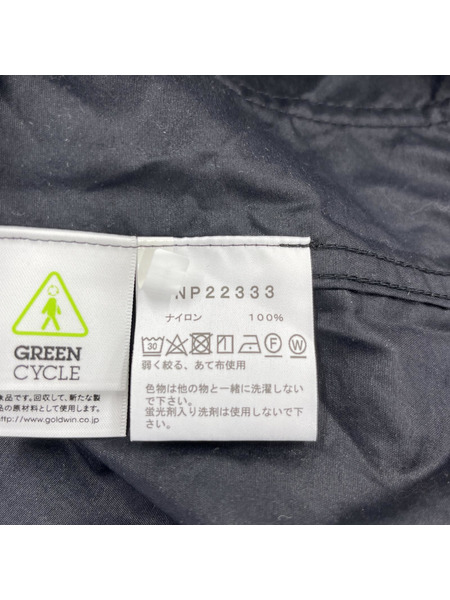 GREEN
CYCLE
品です。回収して、新たな製
品の原材料として使用します。
http://www.goldwin.co.jp
NP22333
ナイロン 100%
30 F W
弱く絞る、あて布使用
色物は他の物と一緒に洗濯しない
で下さい。
蛍光剤入り洗剤は使用しないで下
さい。